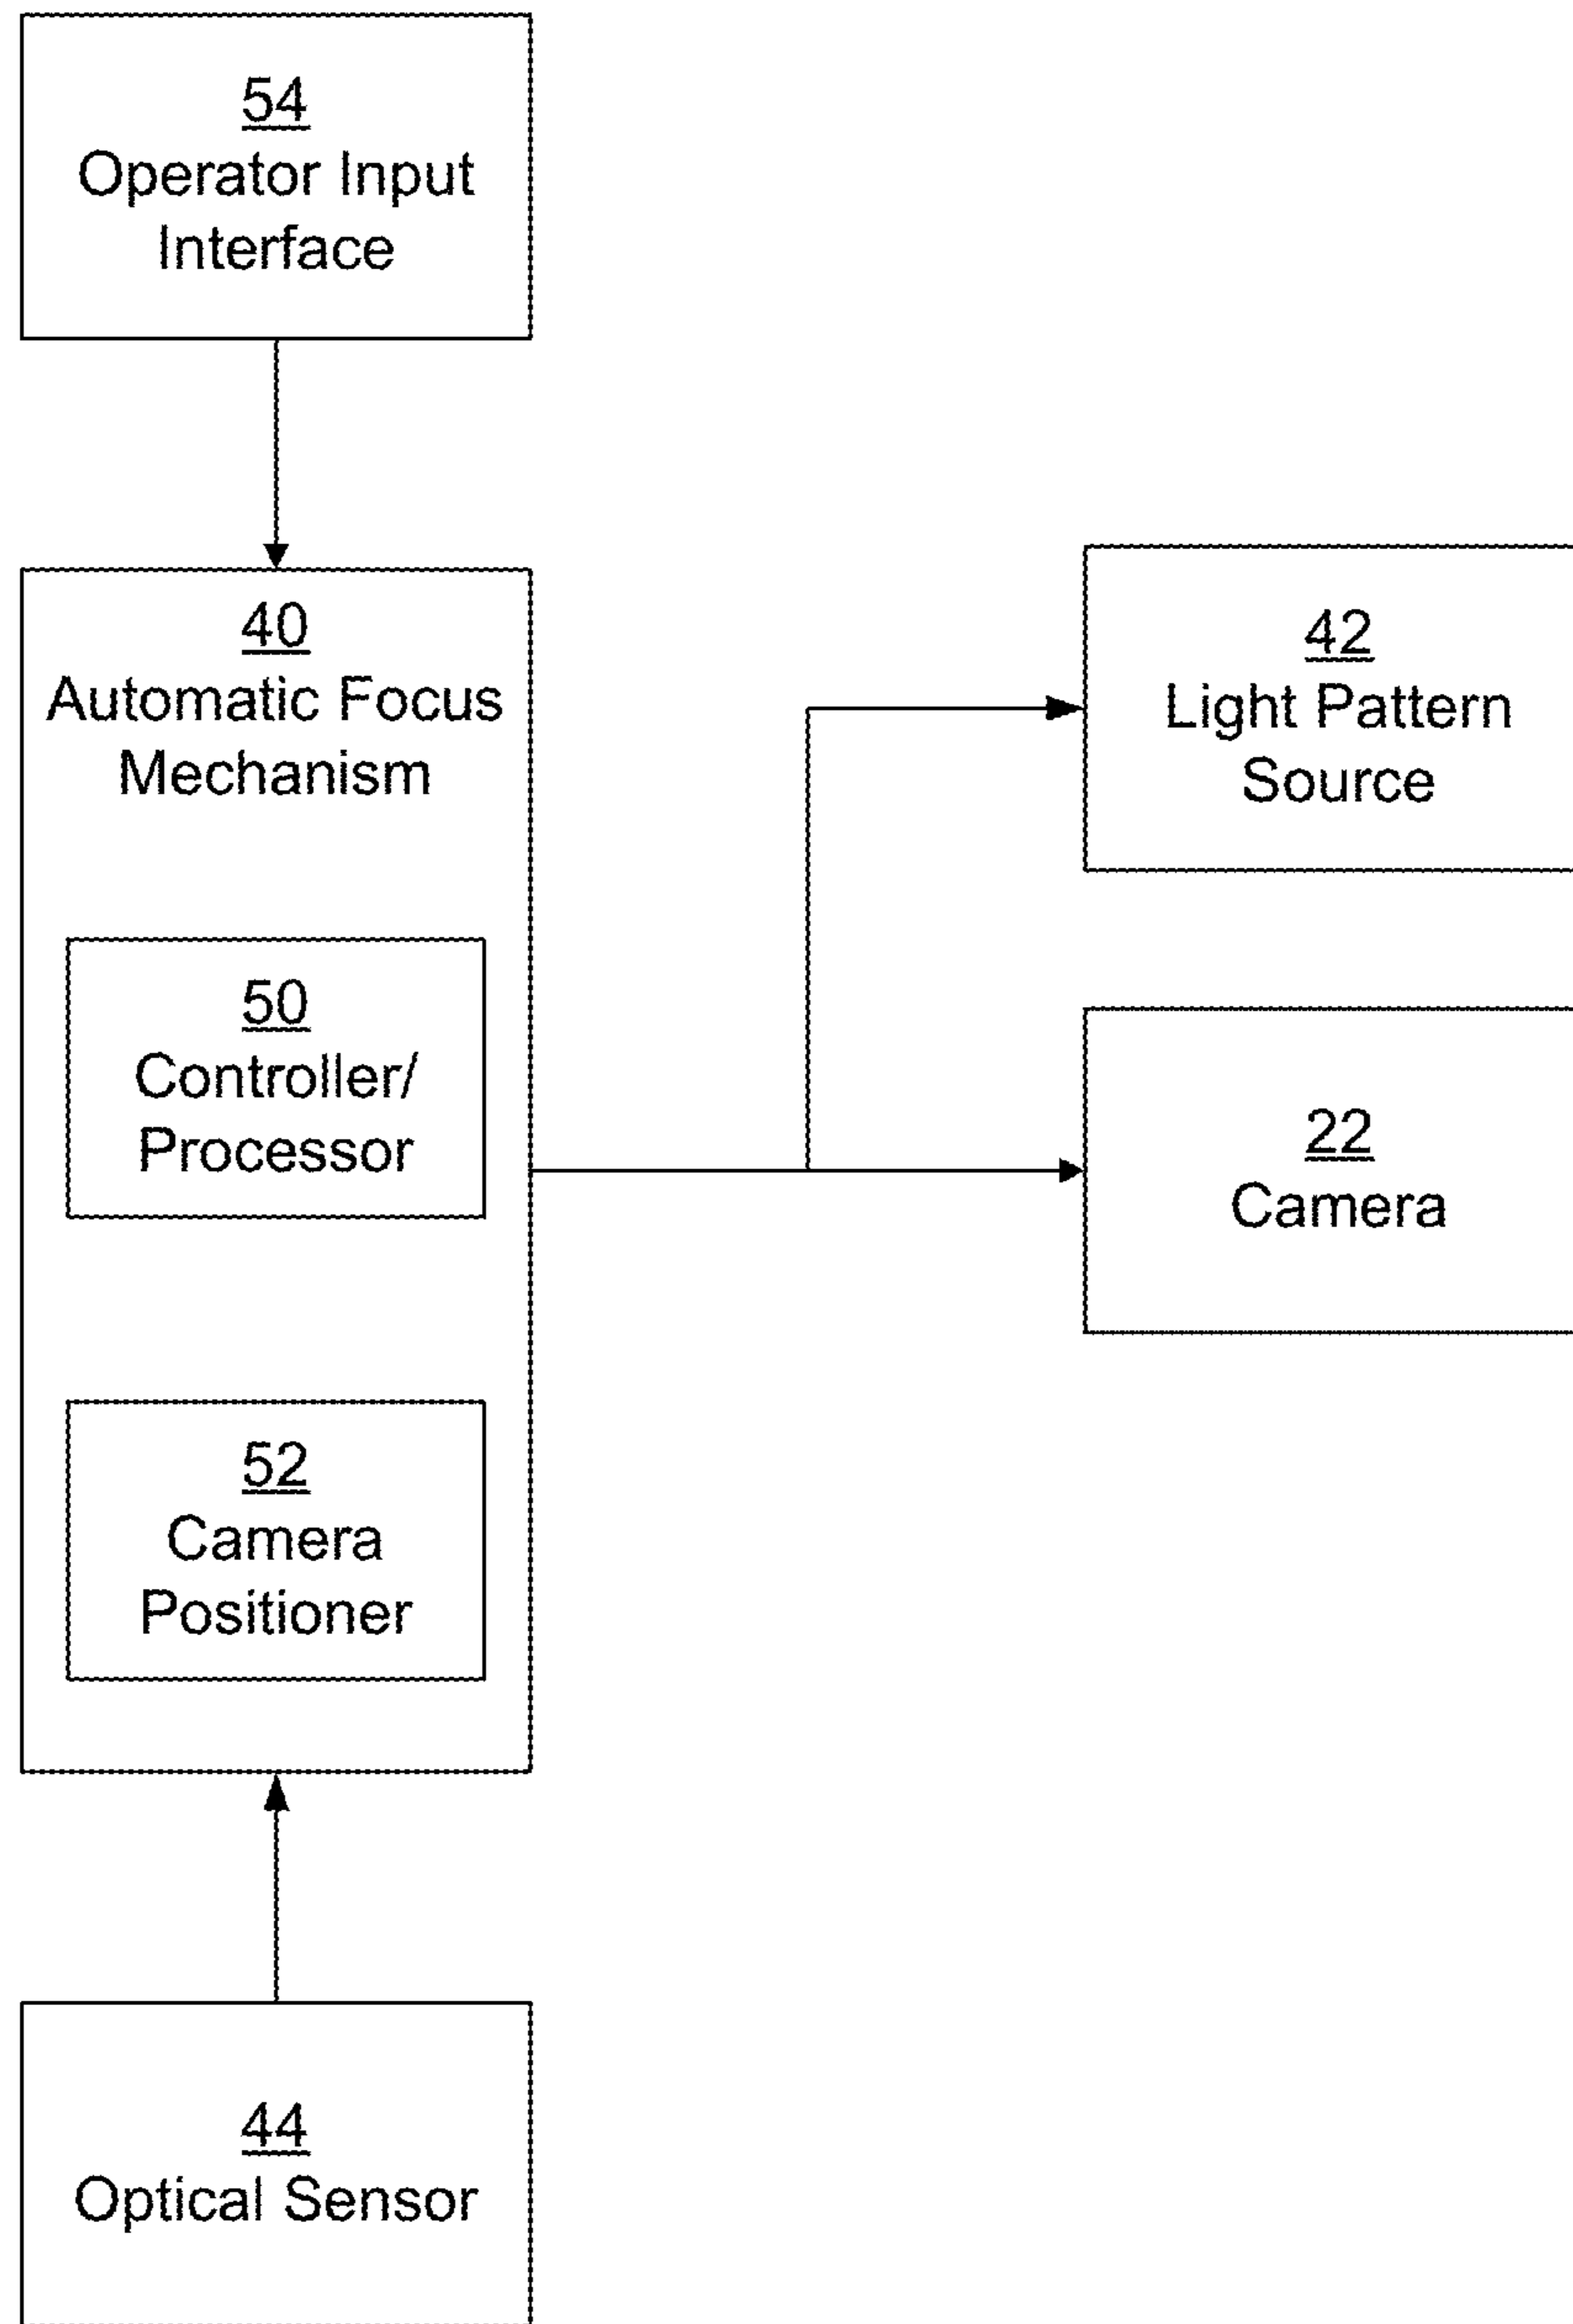 54
Operator Input
Interface
40
Automatic Focus
Mechanism
50
Controller/
Processor
52
Camera
Positioner
42
Light Pattern
Source
22
Camera
44
Optical Sensor